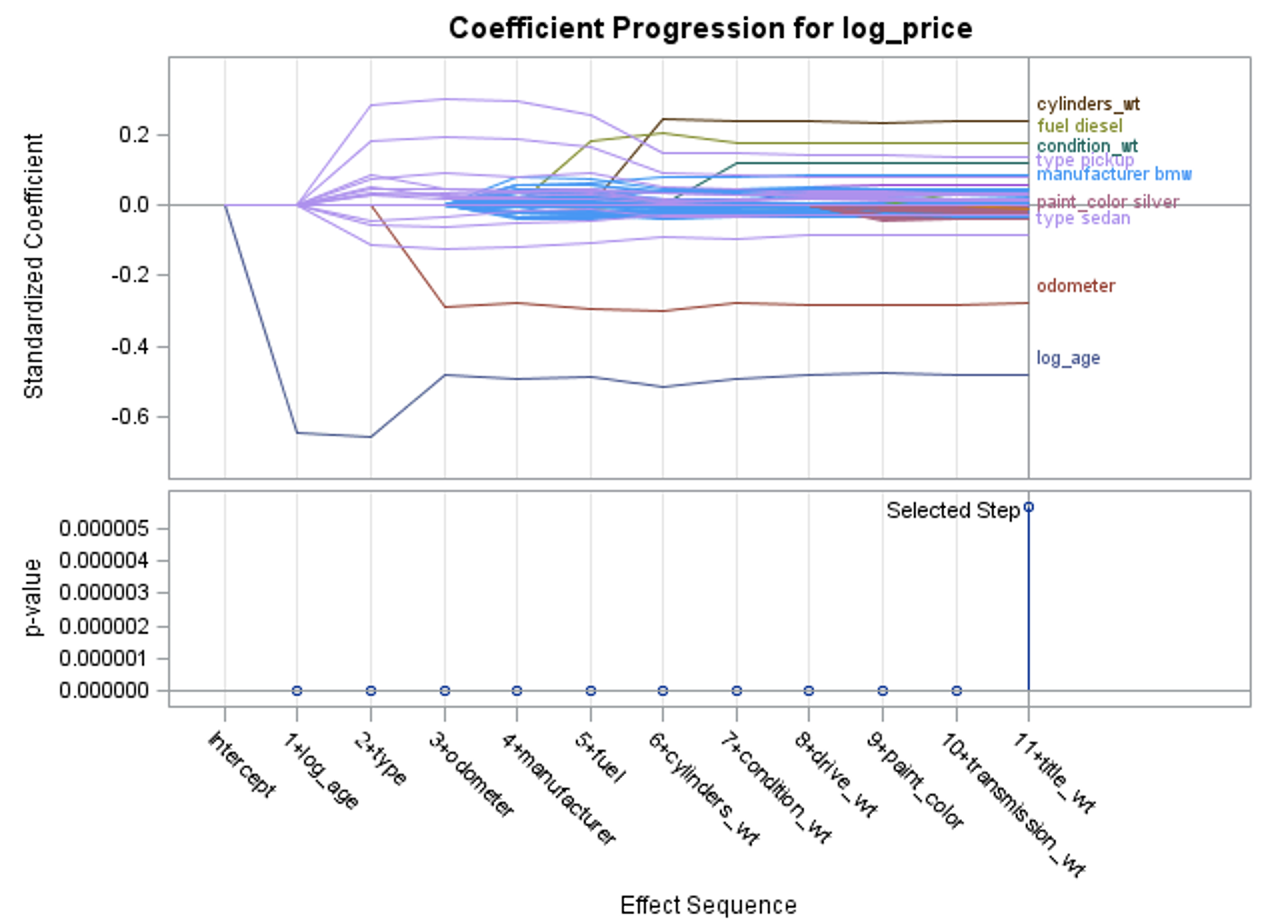 Coefficient Progression for log_price
Standardized Coefficient
0.2
0.0
-0.2
-0.4
-0.6
cylinders_wt
fuel diesel
condition_wt
type pickup
manufacturer bmw
paint_color silver
type sedan
odometer
log_age
p-value
0.000005
0.000004
0.000003
0.000002
0.000001
0.000000
Selected Step
Intercept
1+log_age
2+type
3+odometer
4+manufacturer
5+fuel
6+cylinders_wt
7+condition_wt
8+drive_wt
9+paint_color
10+transmission_wt
11+title_wt
Effect Sequence